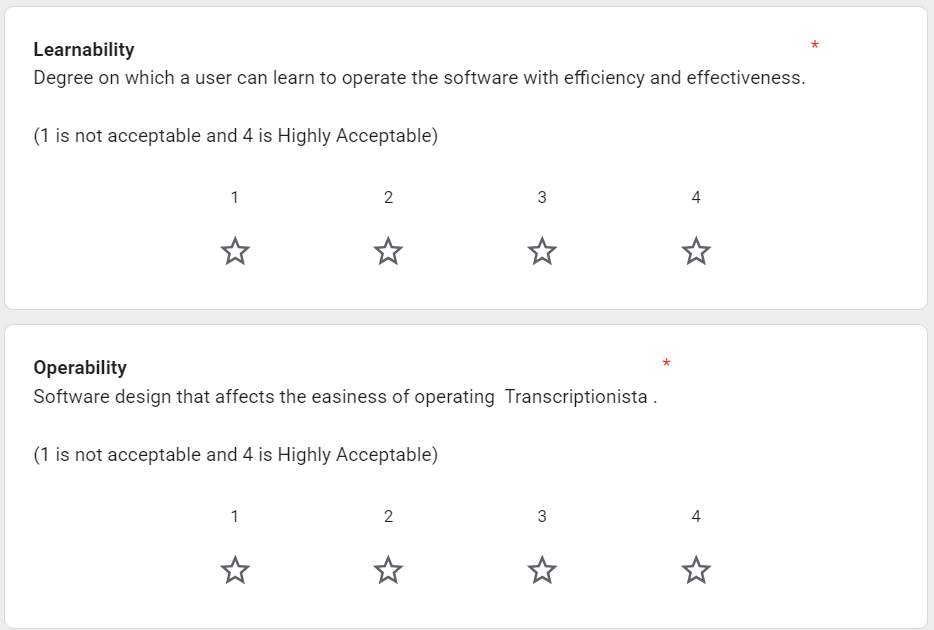 Learnability *
Degree on which a user can learn to operate the software with efficiency and effectiveness.
(1 is not acceptable and 4 is Highly Acceptable)
1 2 3 4
Operability *
Software design that affects the easiness of operating  Transcriptionista .
(1 is not acceptable and 4 is Highly Acceptable)
1 2 3 4